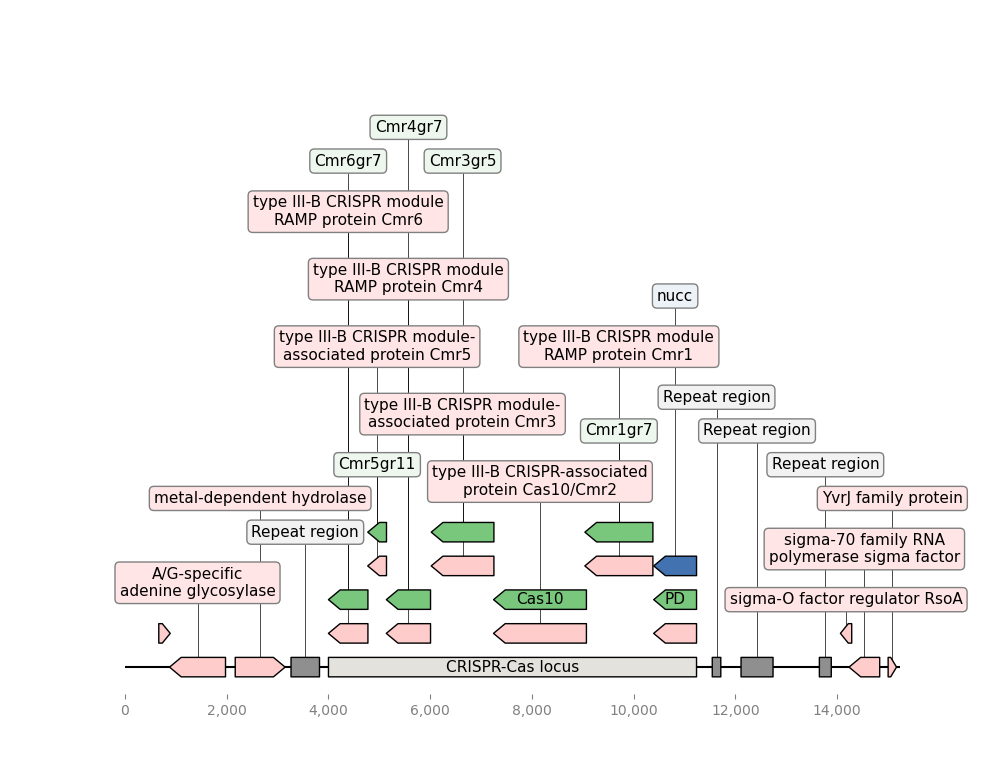 Cmr4gr7
Cmr6gr7
Cmr3gr5
type III-B CRISPR module
RAMP protein Cmr6
type III-B CRISPR module
RAMP protein Cmr4
nucc
type III-B CRISPR module-
associated protein Cmr5
type III-B CRISPR module
RAMP protein Cmr1
Repeat region
type III-B CRISPR module-
associated protein Cmr3
Cmr1gr7
Repeat region
Cmr5gr11
type III-B CRISPR-associated
protein Cas10/Cmr2
Repeat region
metal-dependent hydrolase
YvrJ family protein
Repeat region
sigma-70 family RNA
polymerase sigma factor
A/G-specific
adenine glycosylase
Cas10
PD
sigma-O factor regulator RsoA
CRISPR-Cas locus
0 2,000 4,000 6,000 8,000 10,000 12,000 14,000